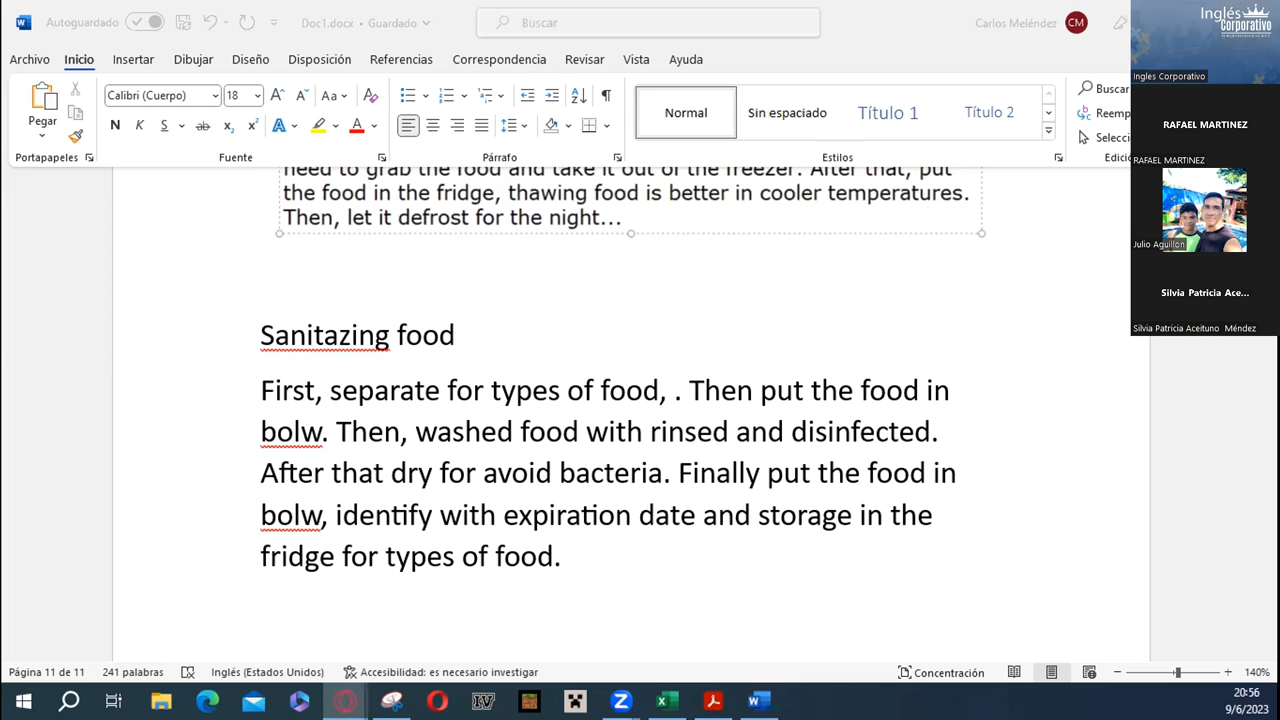 Autoguardado
Doc1.docx • Guardado
Buscar
Carlos Meléndez
CM
Inglés
Corporativo
Archivo
Inicio
Insertar
Dibujar
Diseño
Disposición
Referencias
Correspondencia
Revisar
Vista
Ayuda
Ingles Corporativo
Pegar
Calibri (Cuerpo)
18
Normal
Sin espaciado
Título 1
Título 2
Buscar
Reemp
Selecci
Portapapeles
Fuente
Párrafo
Estilos
Edici
RAFAEL MARTINEZ
RAFAEL MARTINEZ
Julio Aguillon
Silvia Patricia Ace...
Silvia Patricia Aceituno Méndez
need to grab the food and take it out of the freezer. After that, put
the food in the fridge, thawing food is better in cooler temperatures.
Then, let it defrost for the night...
Sanitazing food
First, separate for types of food, . Then put the food in
bolw. Then, washed food with rinsed and disinfected.
After that dry for avoid bacteria. Finally put the food in
bolw, identify with expiration date and storage in the
fridge for types of food.
Página 11 de 11
241 palabras
Inglés (Estados Unidos)
Accesibilidad: es necesario investigar
Concentración
140%
20:56
9/6/2023